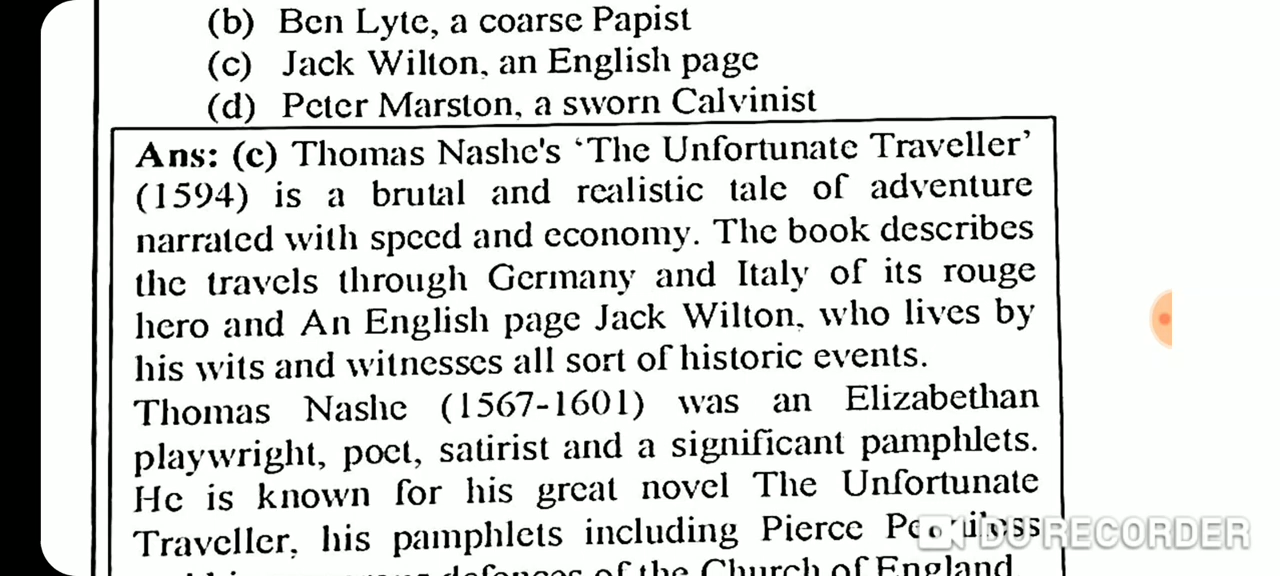 (b) Ben Lyte, a coarse Papist
(c) Jack Wilton, an English page
(d) Peter Marston, a sworn Calvinist
Ans: (c) Thomas Nashe's ‘The Unfortunate Traveller’
(1594) is a brutal and realistic tale of adventure
narrated with speed and economy. The book describes
the travels through Germany and Italy of its rouge
hero and An English page Jack Wilton, who lives by
his wits and witnesses all sort of historic events.
Thomas Nashe (1567-1601) was an Elizabethan
playwright, poet, satirist and a significant pamphlets.
He is known for his great novel The Unfortunate
Traveller, his pamphlets including Pierce
DU RECORDER
defences of the Church of England